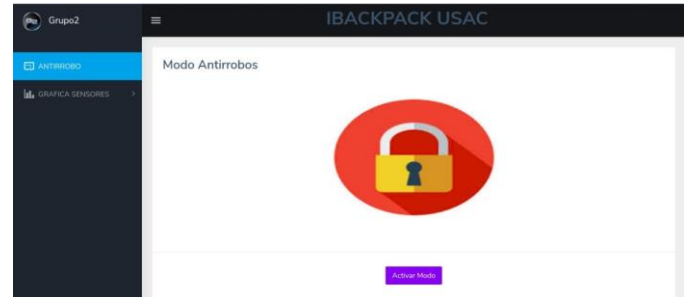 Grupo2
IBACKPACK USAC
ANTIRROBO
GRAFICA SENSORES
Modo Antirrobos
Activar Modo